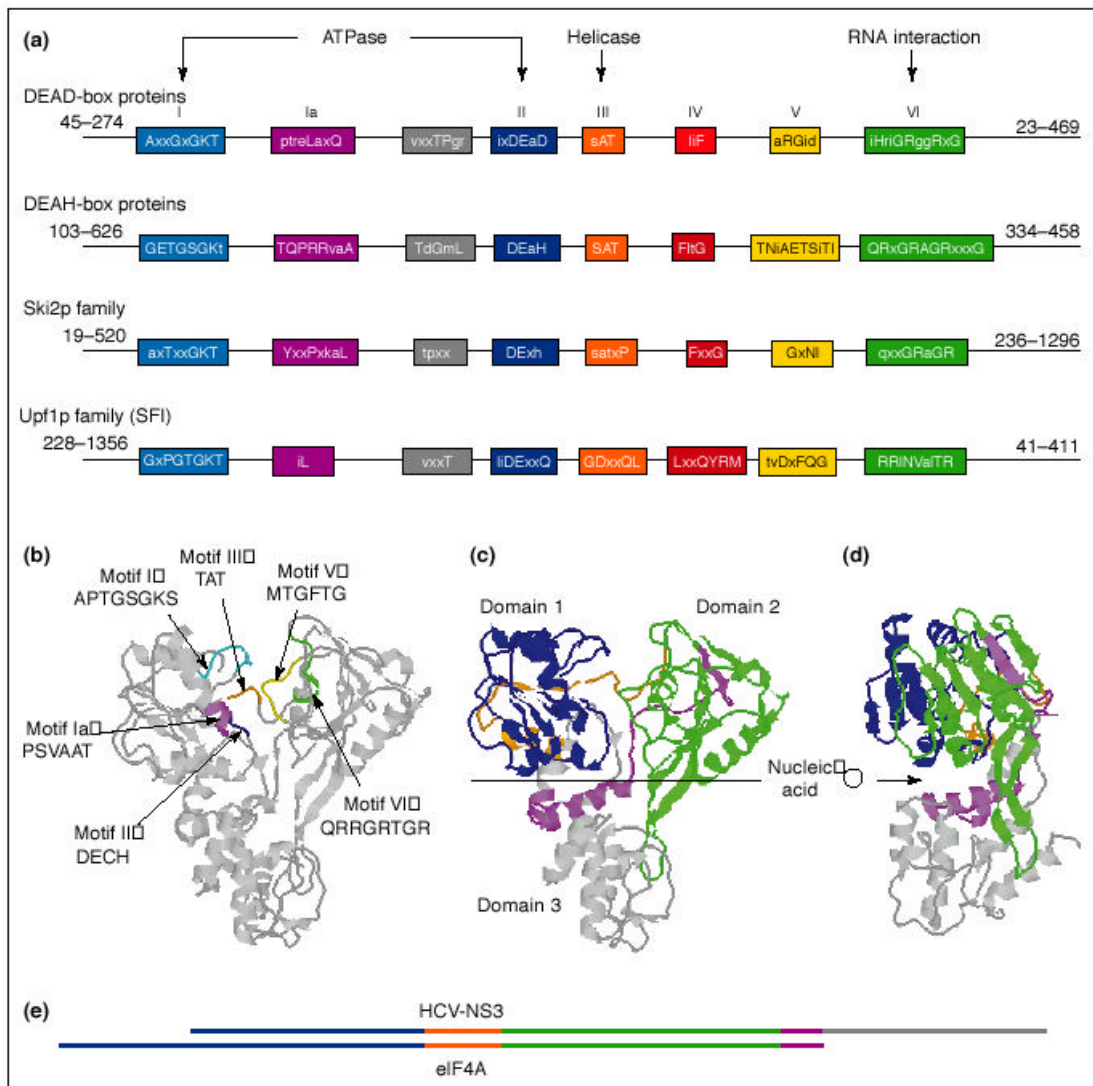 (a)
ATPase
Helicase
RNA interaction
DEAD-box proteins
I Ia II III IV V VI
45–274
23–469
AxxGxGKT ptreLaxQ vxxTPgr ixDEaD sAT liF aRGid iHriGRggRxG
DEAH-box proteins
103–626
334–458
GETGSGKt TQPRRvaA TdGmL DEaH SAT FltG TNiAETSiTI QRxGRAGRxxxG
Ski2p family
19–520
236–1296
axTxxGKT YxxPxkaL tpxx DExh satxP FxxG GxNl qxxGRaGR
Upf1p family (SFI)
228–1356
41–411
GxPGTGKT iL vxxT liDExxQ GDxxQL LxxQYRM tvDxFQG RRINValTR
(b)
Motif I
APTGSGKS
Motif III
TAT
Motif V
MTGFTG
Motif Ia
PSVAAT
Motif II
DECH
Motif VI
QRRGRTGR
(c)
Domain 1
Domain 2
Domain 3
Nucleic
acid
(d)
(e)
HCV-NS3
eIF4A